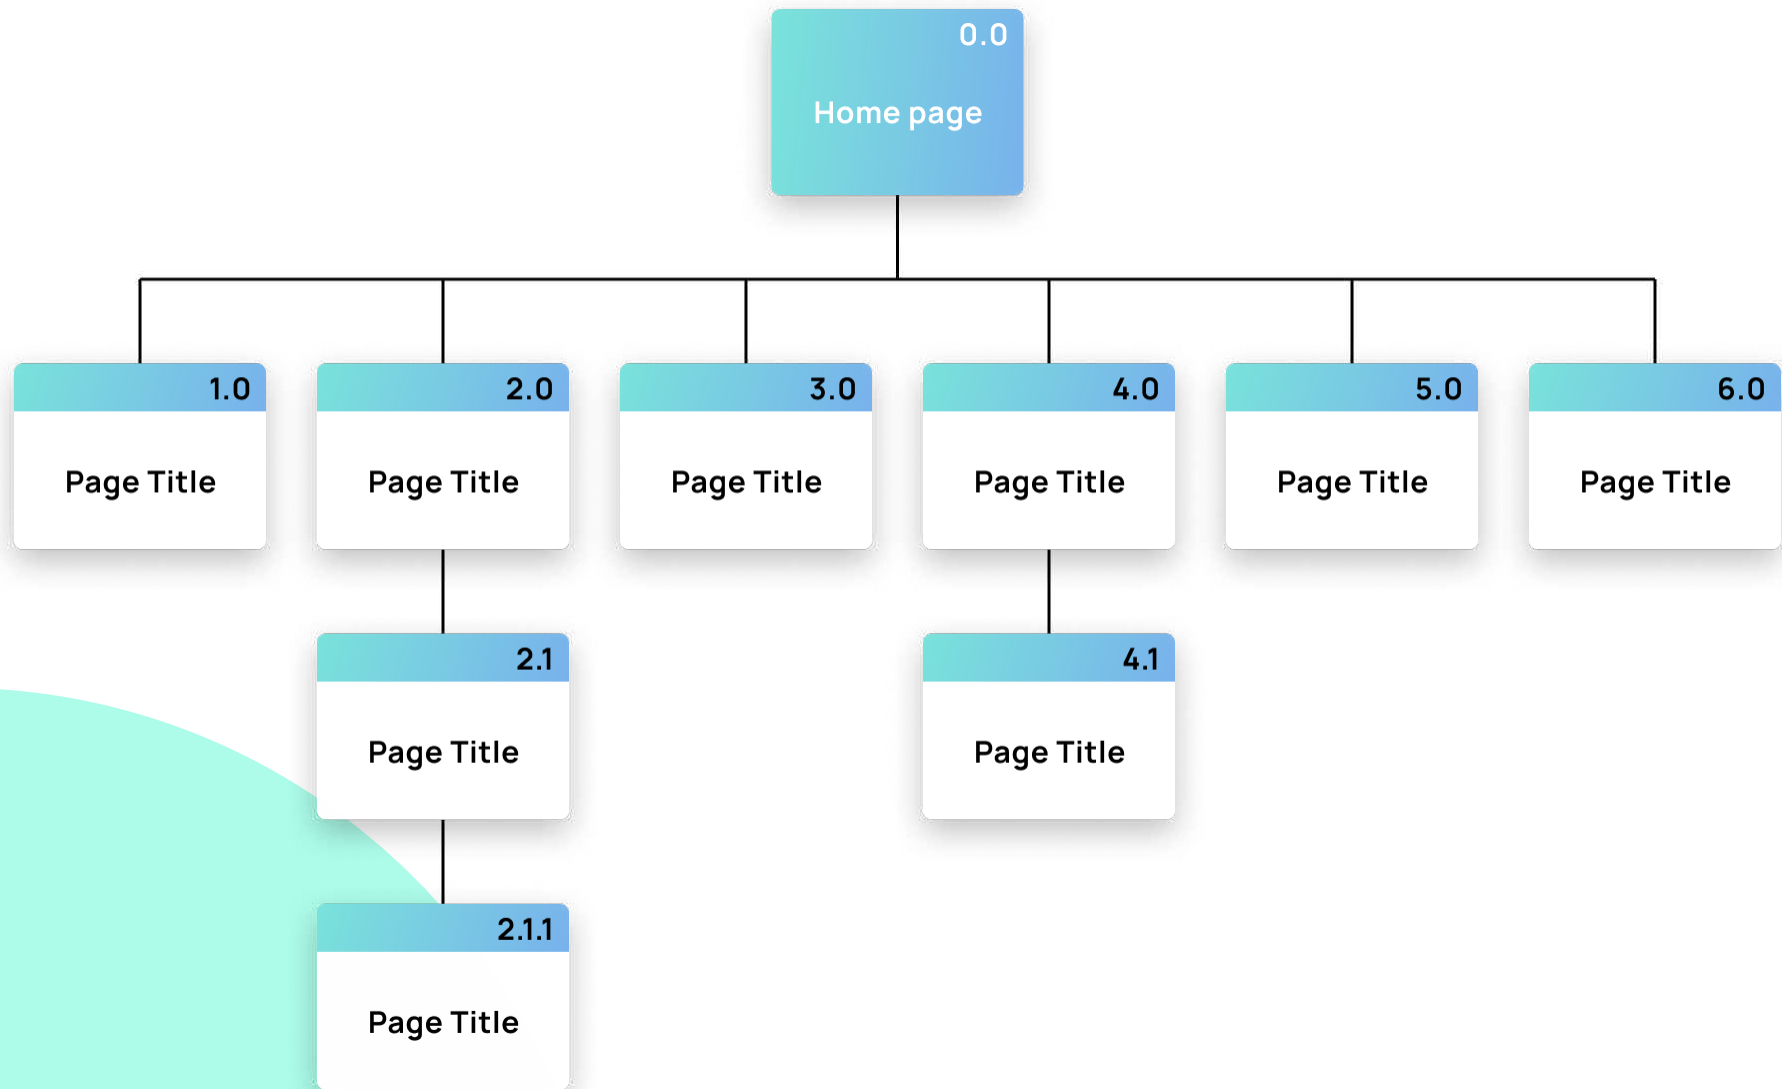 0.0
Home page
1.0
Page Title
2.0
Page Title
3.0
Page Title
4.0
Page Title
5.0
Page Title
6.0
Page Title
2.1
Page Title
4.1
Page Title
2.1.1
Page Title